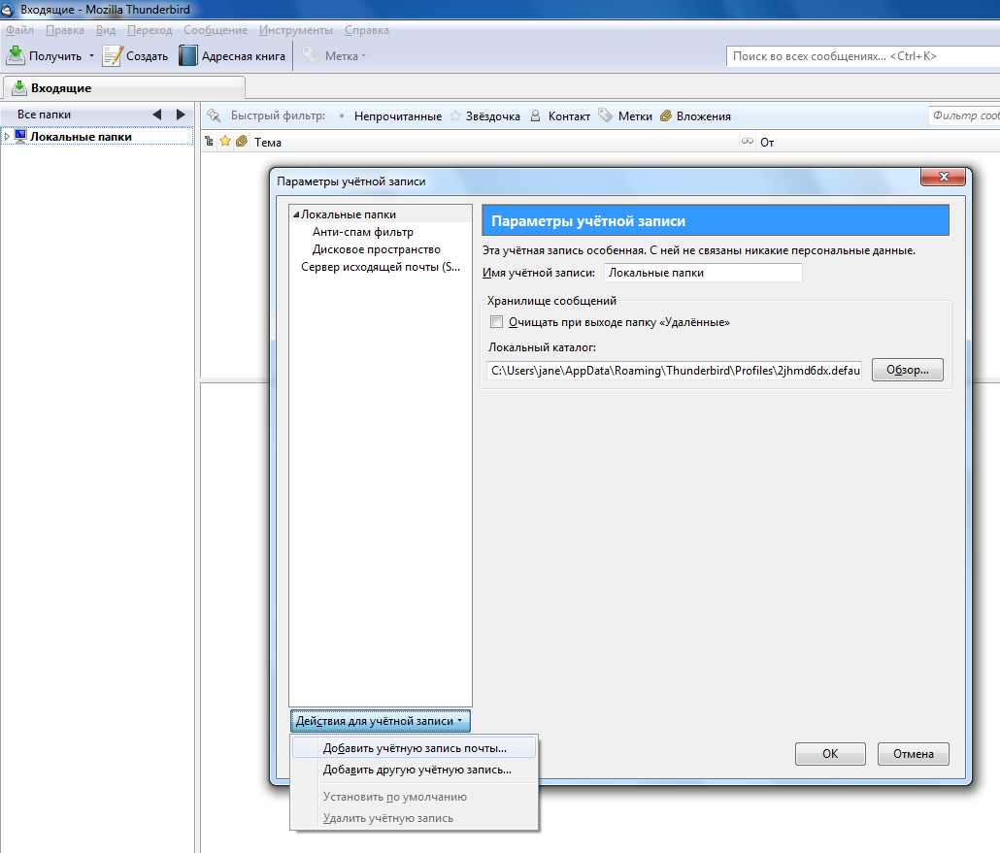 Входящие - Mozilla Thunderbird
Файл Правка Вид Переход Сообщение Инструменты Справка
Получить Создать Адресная книга Метка
Поиск во всех сообщениях... <Ctrl+K>
Входящие
Все папки
Быстрый фильтр: Непрочитанные Звёздочка Контакт Метки Вложения
Фильтр сооб
Локальные папки
Тема От
Параметры учётной записи
Локальные папки
Анти-спам фильтр
Дисковое пространство
Сервер исходящей почты (S...
Параметры учётной записи
Эта учётная запись особенная. С ней не связаны никакие персональные данные.
Имя учётной записи: Локальные папки
Хранилище сообщений
Очищать при выходе папку «Удалённые»
Локальный каталог:
C:\Users\jane\AppData\Roaming\Thunderbird\Profiles\2jhmd6dx.defau
Обзор...
Действия для учётной записи
Добавить учётную запись почты...
Добавить другую учётную запись...
Установить по умолчанию
Удалить учётную запись
OK Отмена